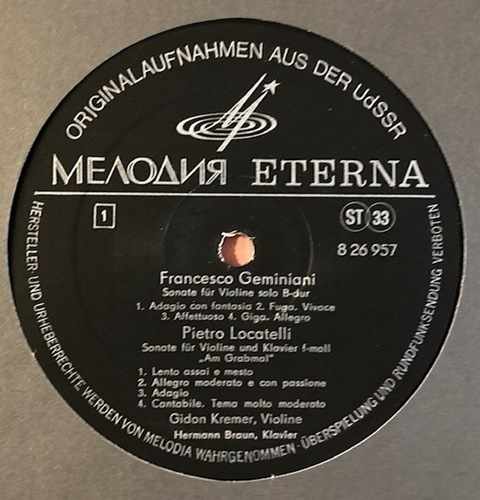 ORIGINALAUFNAHMEN AUS DER UdSSR
МЕЛОДИЯ ETERNA
1
ST 33
8 26 957
Francesco Geminiani
Sonate für Violine solo B-dur
1. Adagio con fantasia 2. Fuga. Vivace
3. Affettuoso 4. Giga. Allegro
Pietro Locatelli
Sonate für Violine und Klavier f-moll
„Am Grabmal"
1. Lento assai e mesto
2. Allegro moderato e con passione
3. Adagio
4. Cantabile. Tema molto moderato
Gidon Kremer, Violine
Hermann Braun, Klavier
HERSTELLER- UND URHEBERRECHTE WERDEN VON MELODIA WAHRGENOMMEN · ÜBERSPIELUNG UND RUNDFUNKSENDUNG VERBOTEN